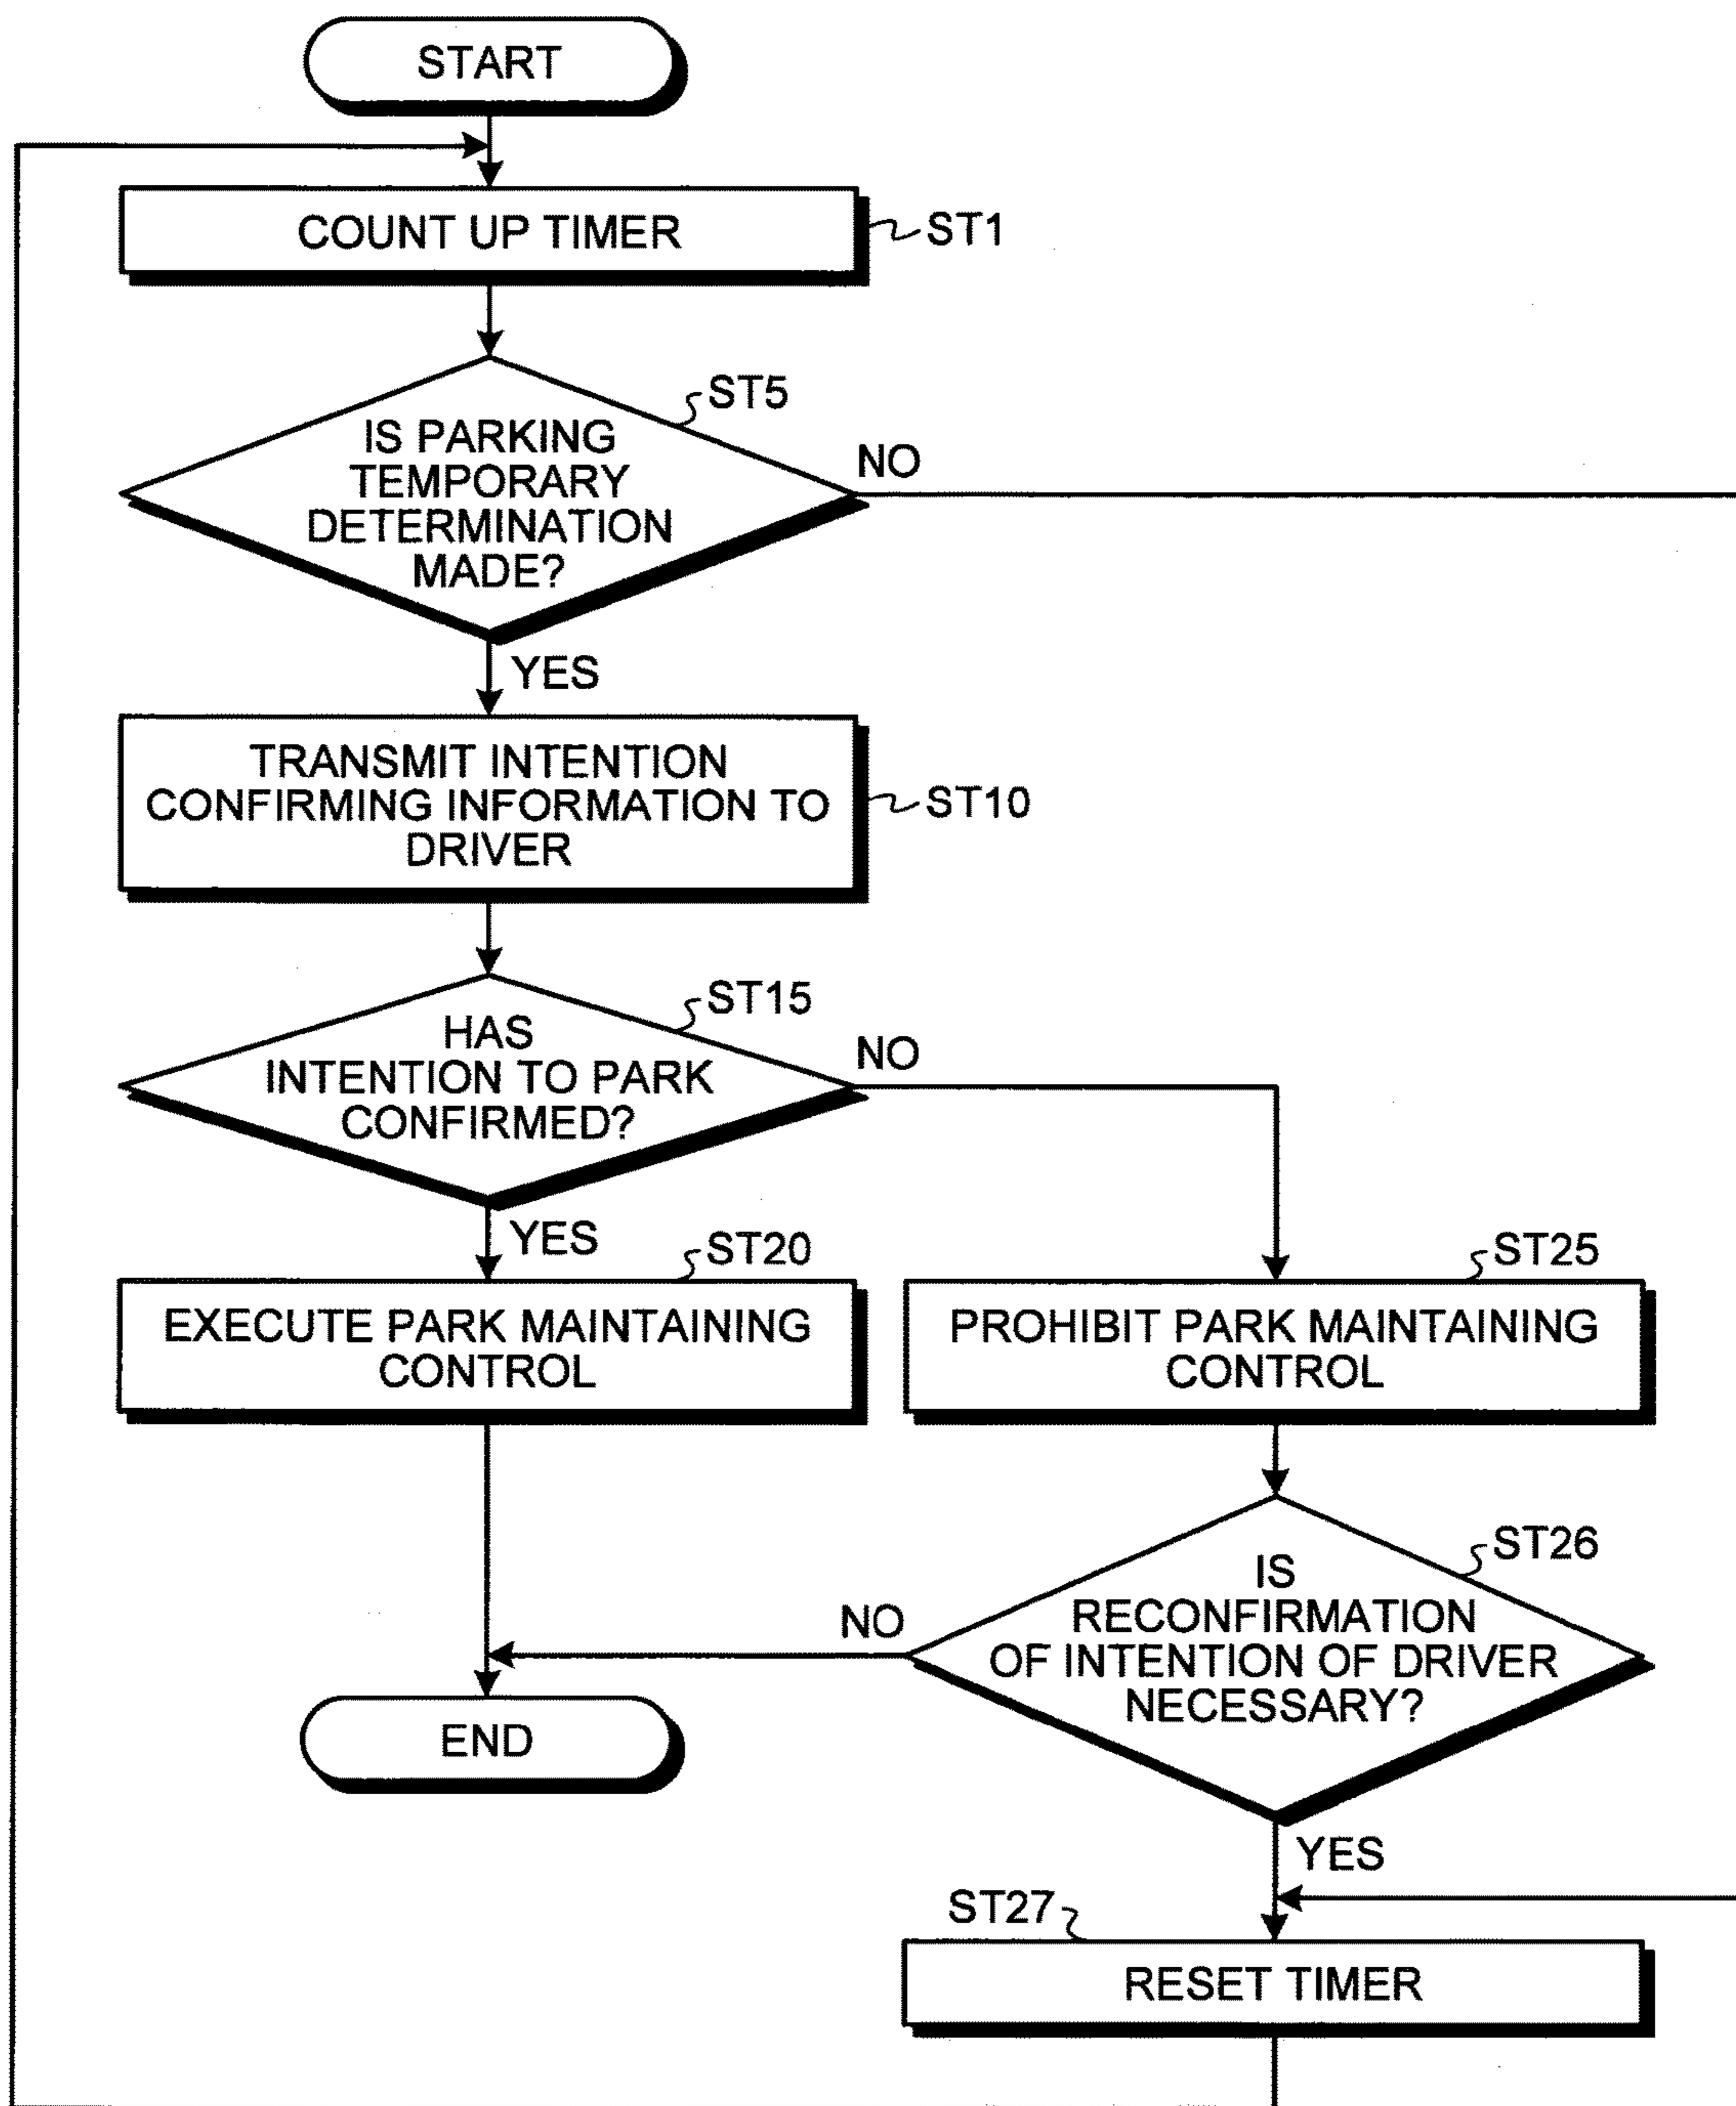 START
COUNT UP TIMER
ST1
ST5
IS PARKING
TEMPORARY
DETERMINATION
MADE?
NO
YES
TRANSMIT INTENTION
CONFIRMING INFORMATION TO
DRIVER
ST10
ST15
HAS
INTENTION TO PARK
CONFIRMED?
NO
YES
ST20
EXECUTE PARK MAINTAINING
CONTROL
ST25
PROHIBIT PARK MAINTAINING
CONTROL
ST26
IS
RECONFIRMATION
OF INTENTION OF DRIVER
NECESSARY?
NO
END
YES
ST27
RESET TIMER